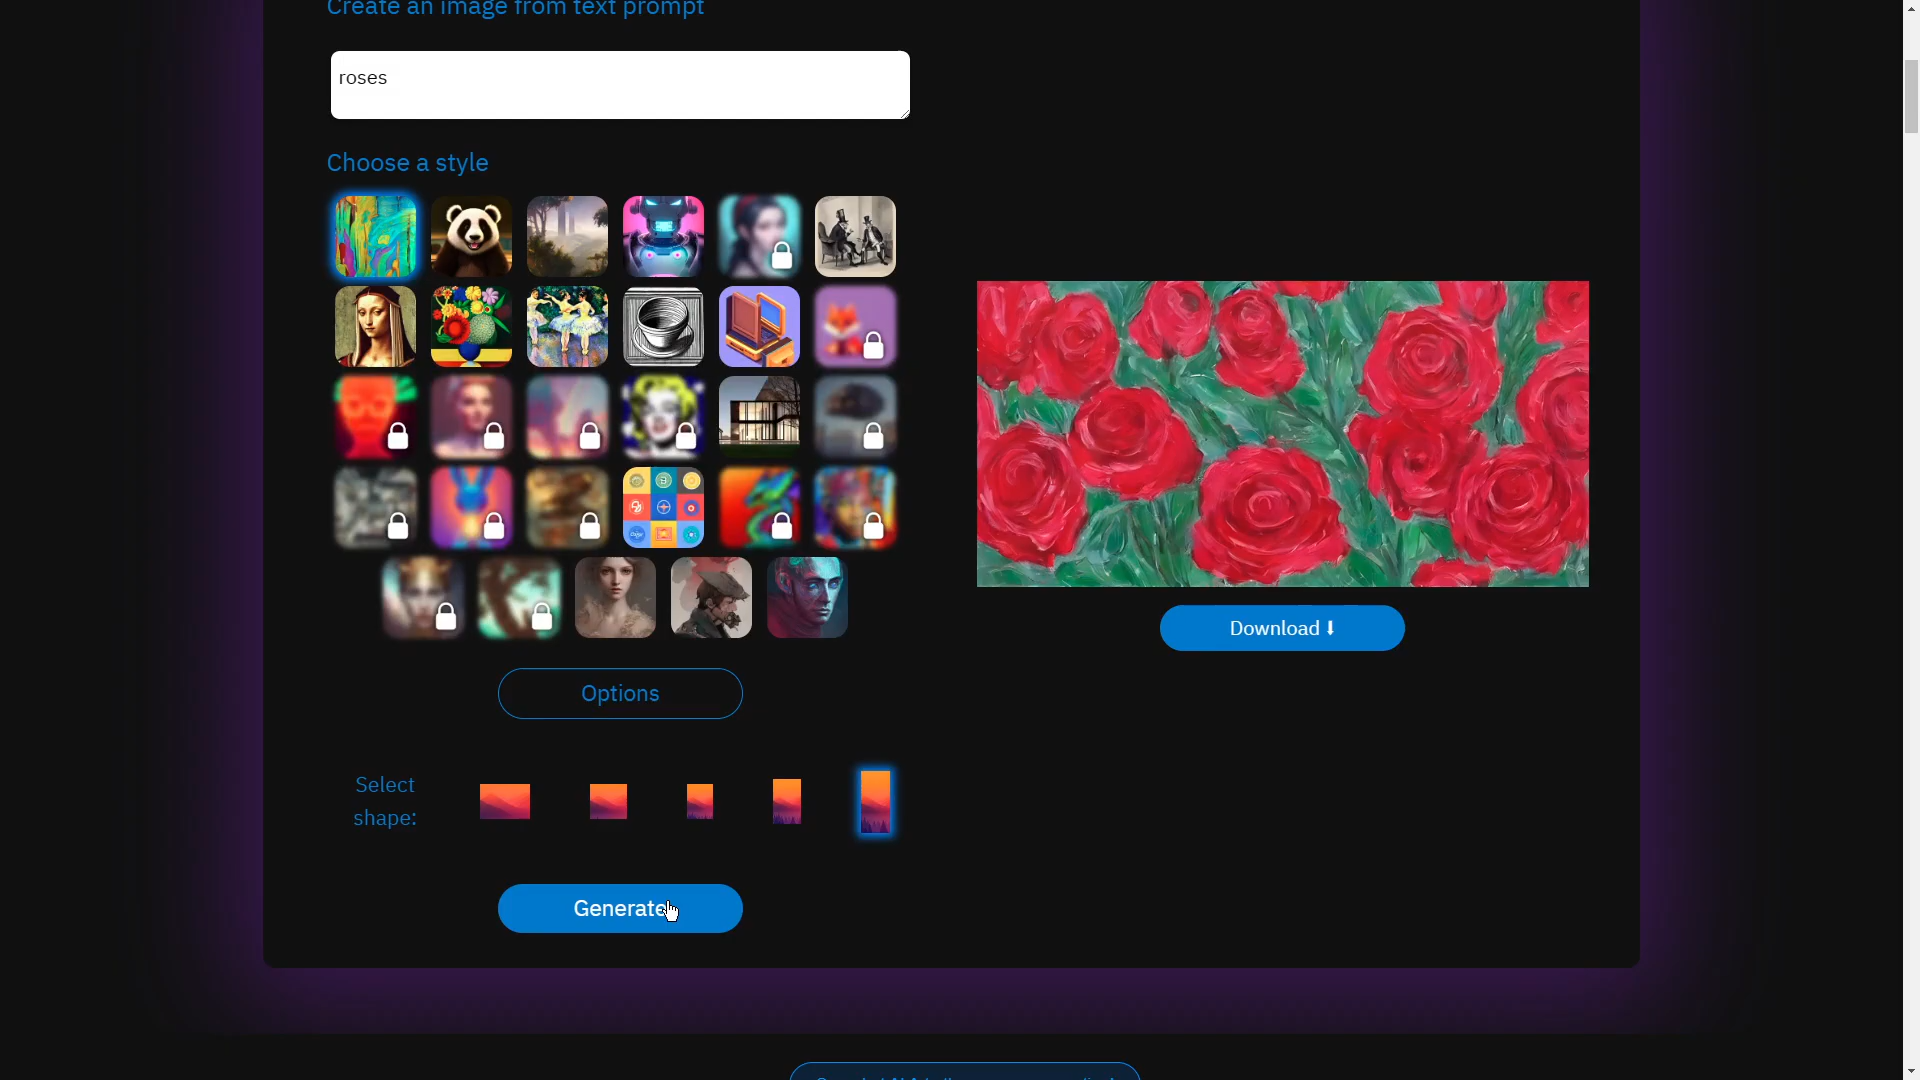 Create an image from text prompt
roses
Choose a style
Options
Select
shape:
Generate
Download ⬇